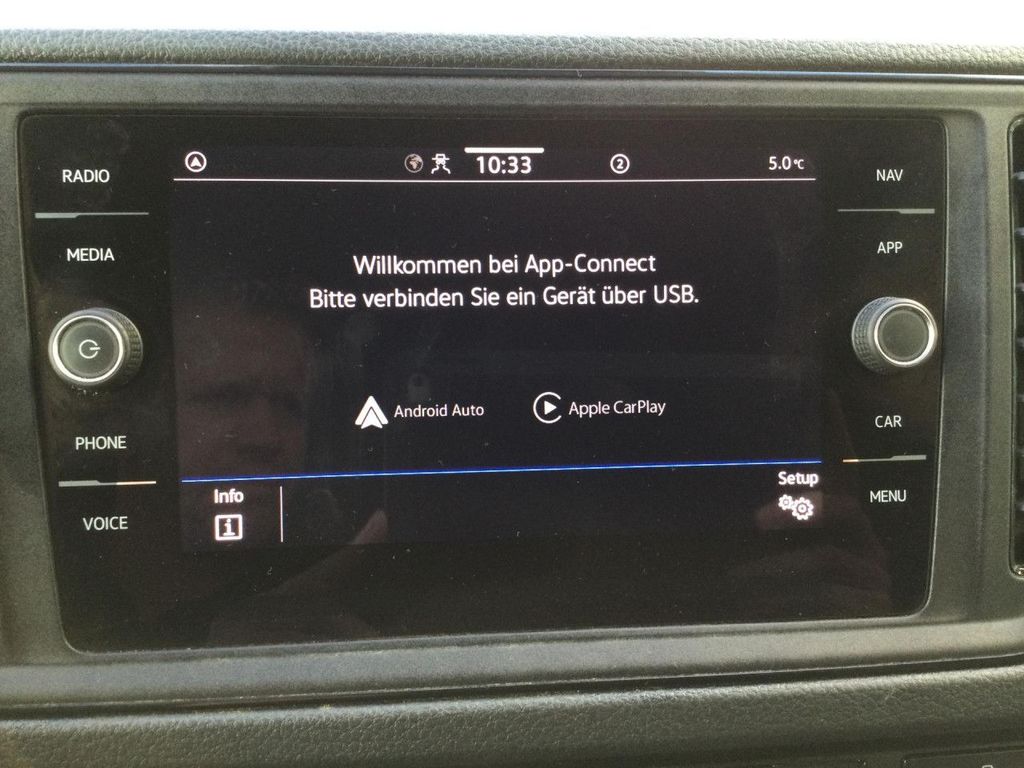 RADIO
MEDIA
PHONE
VOICE
10:33
2
5.0°C
Willkommen bei App-Connect
Bitte verbinden Sie ein Gerät über USB.
Android Auto
Apple CarPlay
Info
i
Setup
NAV
APP
CAR
MENU